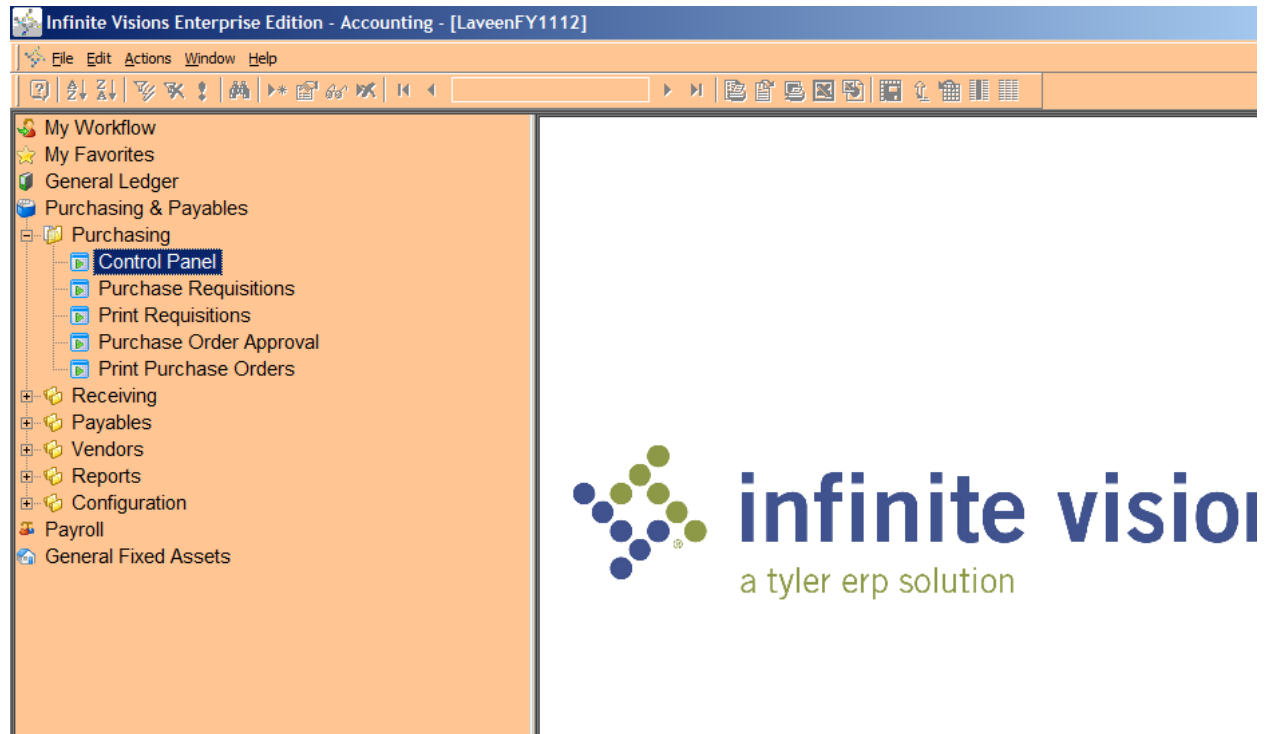 Infinite Visions Enterprise Edition - Accounting - [LaveenFY1112]
File Edit Actions Window Help
My Workflow
My Favorites
General Ledger
Purchasing & Payables
Purchasing
Control Panel
Purchase Requisitions
Print Requisitions
Purchase Order Approval
Print Purchase Orders
Receiving
Payables
Vendors
Reports
Configuration
Payroll
General Fixed Assets
infinite vision
® 
a tyler erp solution